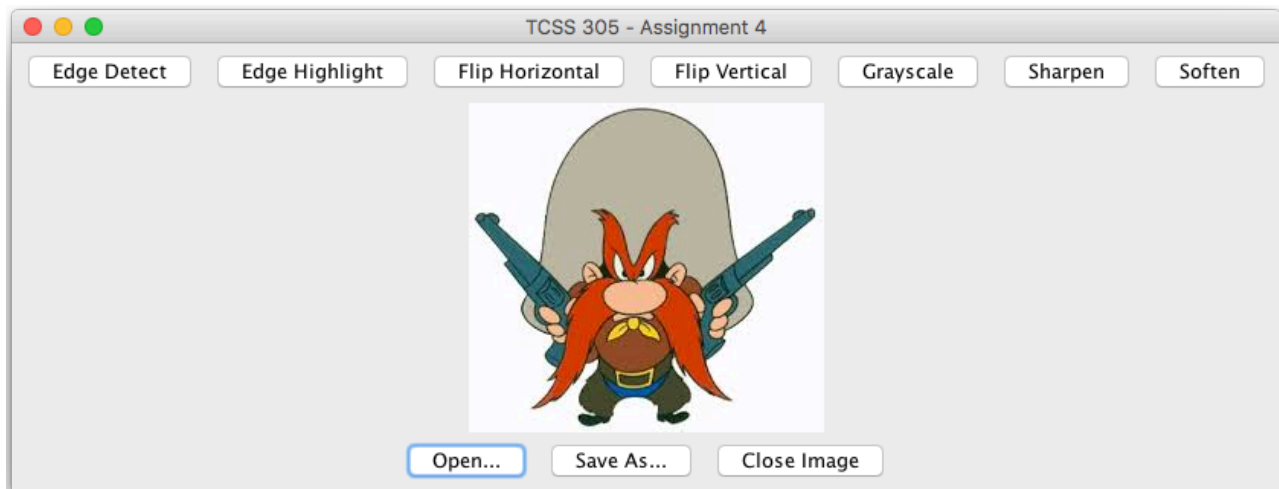 TCSS 305 - Assignment 4
Edge Detect Edge Highlight Flip Horizontal Flip Vertical Grayscale Sharpen Soften
Open... Save As... Close Image